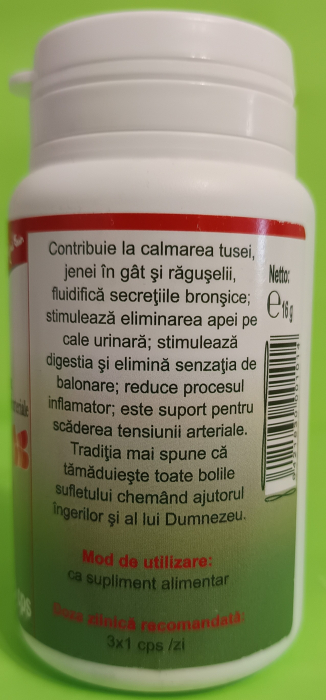 Contribuie la calmarea tusei,
jenei în gât şi răguşelii,
fluidifică secreţiile bronşice;
stimulează eliminarea apei pe
cale urinară; stimulează
digestia şi elimină senzaţia de
balonare; reduce procesul
inflamator; este suport pentru
scăderea tensiunii arteriale.
Tradiţia mai spune că
tămăduieşte toate bolile
sufletului chemând ajutorul
îngerilor şi al lui Dumnezeu.
Mod de utilizare:
ca supliment alimentar
Doza zilnică recomandată:
3x1 cps /zi
Netto:
℮ 16 g